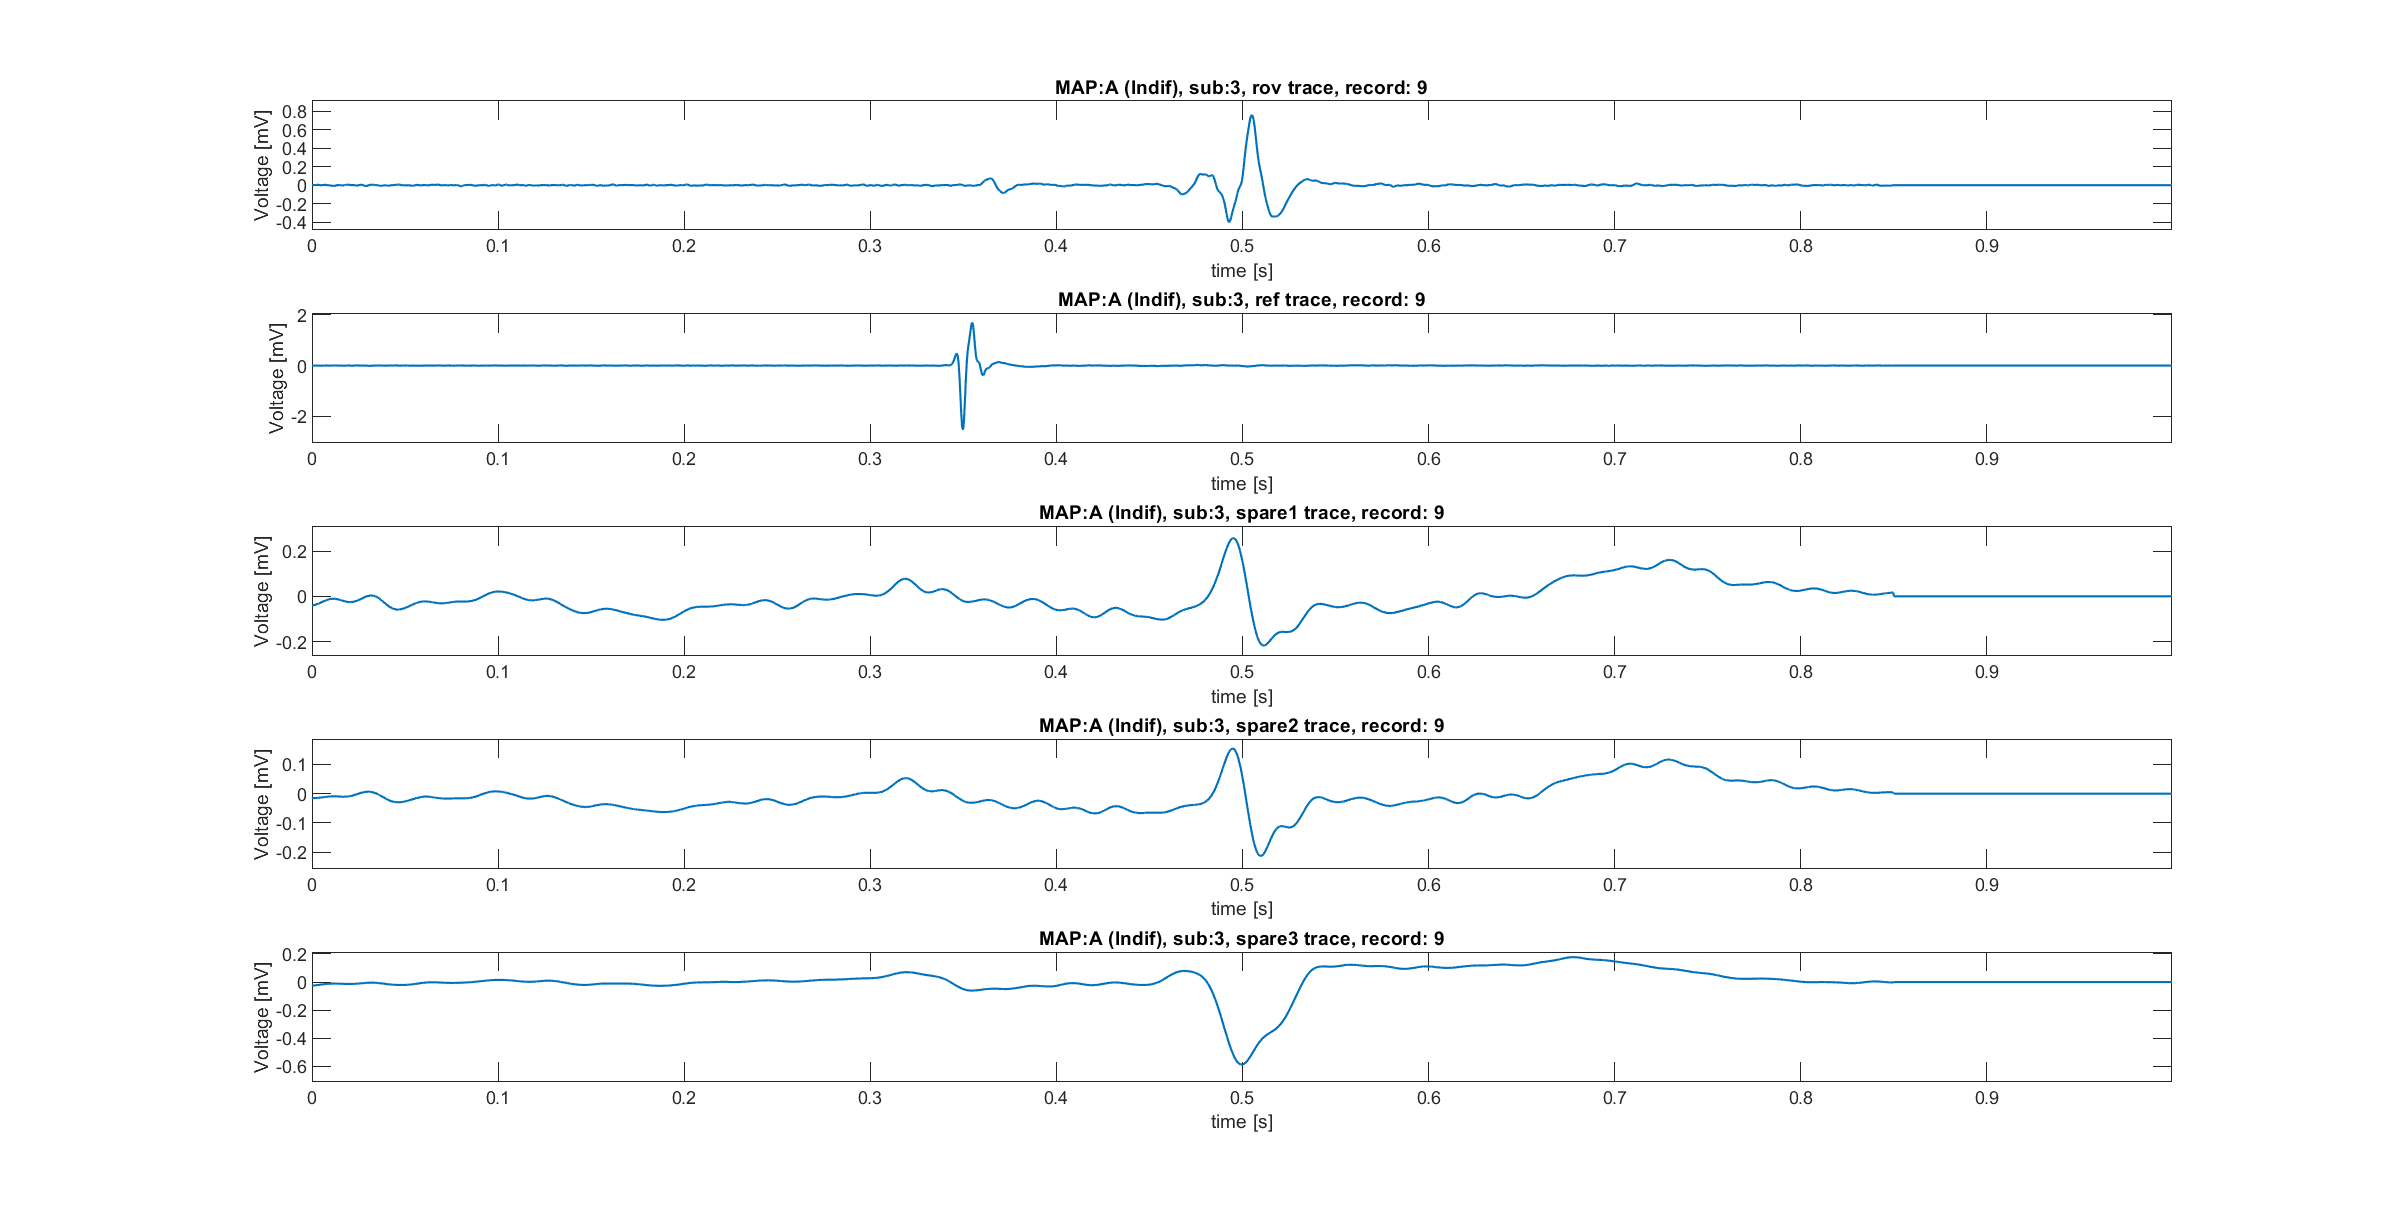 MAP:A (Indif), sub:3, rov trace, record: 9
Voltage [mV]
0.8
0.6
0.4
0.2
0
-0.2
-0.4
0 0.1 0.2 0.3 0.4 0.5 0.6 0.7 0.8 0.9
time [s]
MAP:A (Indif), sub:3, ref trace, record: 9
Voltage [mV]
2
0
-2
0 0.1 0.2 0.3 0.4 0.5 0.6 0.7 0.8 0.9
time [s]
MAP:A (Indif), sub:3, spare1 trace, record: 9
Voltage [mV]
0.2
0
-0.2
0 0.1 0.2 0.3 0.4 0.5 0.6 0.7 0.8 0.9
time [s]
MAP:A (Indif), sub:3, spare2 trace, record: 9
Voltage [mV]
0.1
0
-0.1
-0.2
0 0.1 0.2 0.3 0.4 0.5 0.6 0.7 0.8 0.9
time [s]
MAP:A (Indif), sub:3, spare3 trace, record: 9
Voltage [mV]
0.2
0
-0.2
-0.4
-0.6
0 0.1 0.2 0.3 0.4 0.5 0.6 0.7 0.8 0.9
time [s]